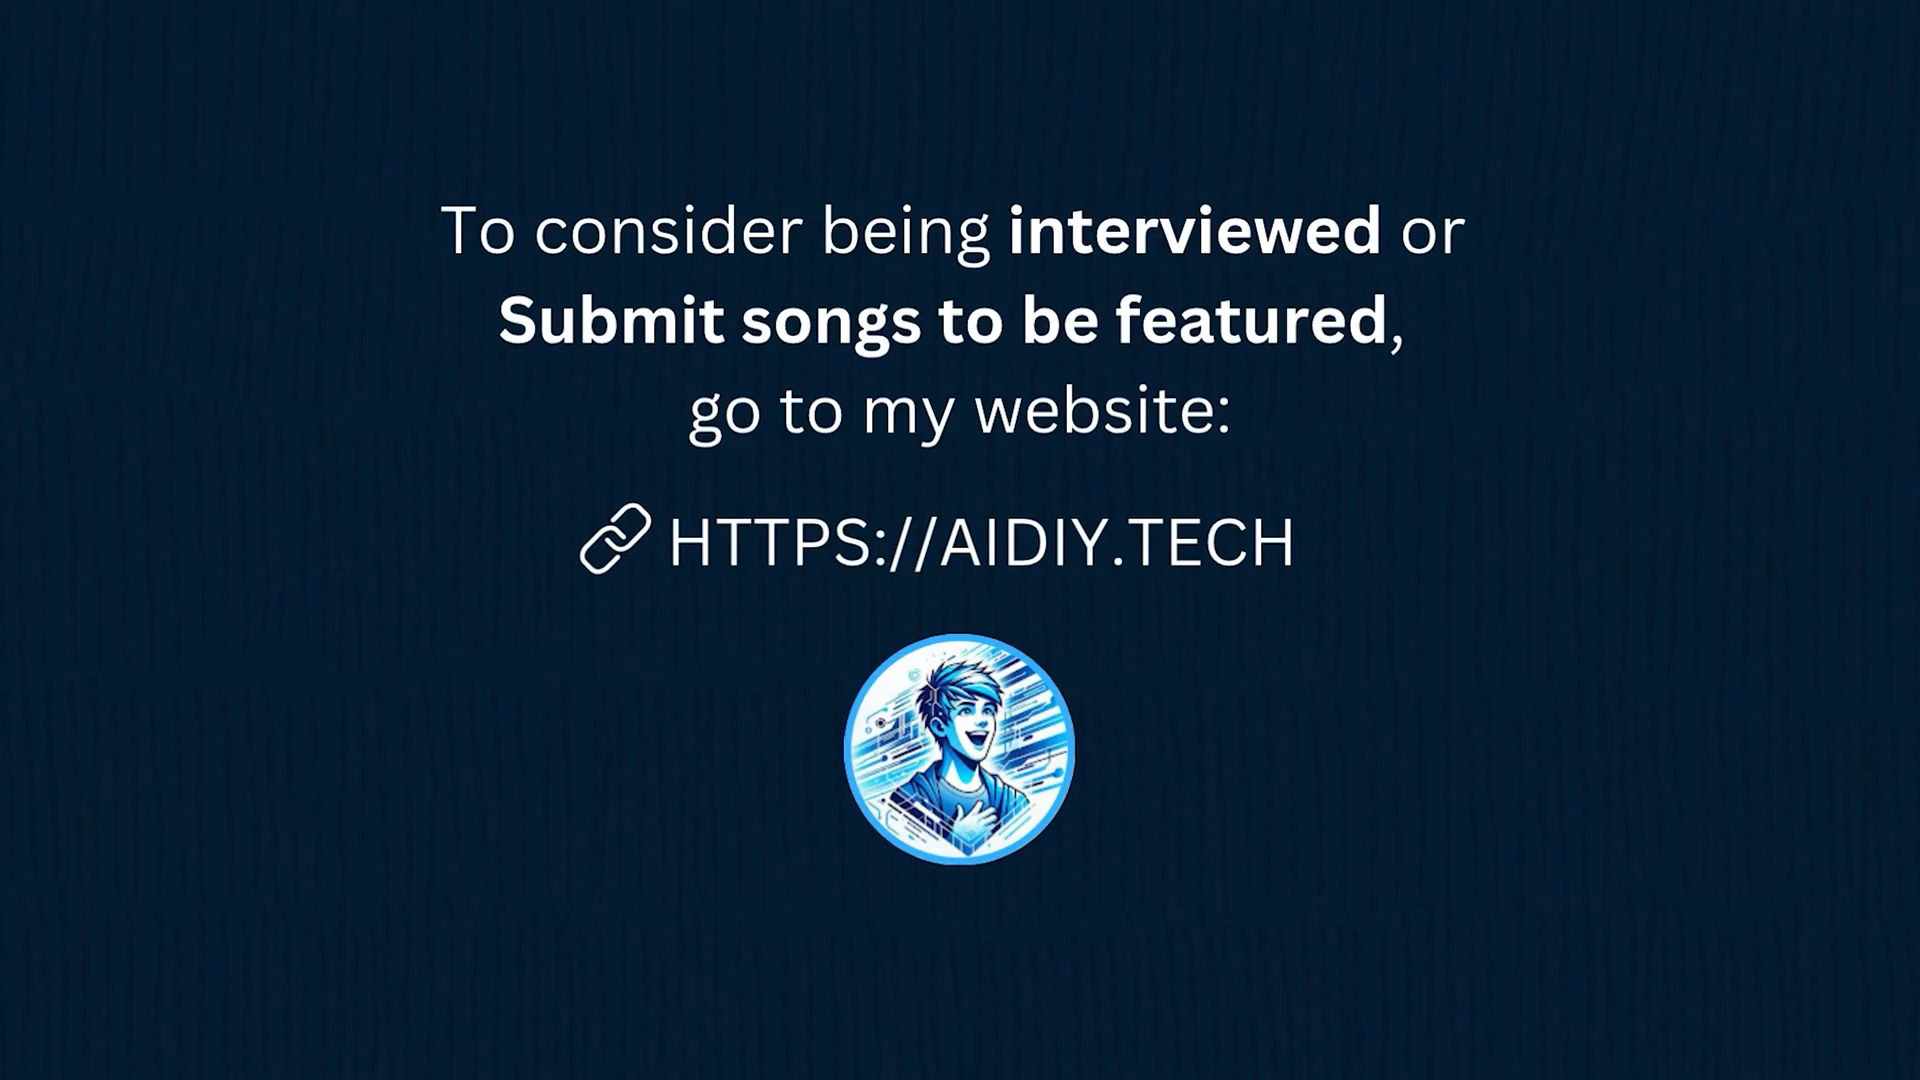 To consider being interviewed or
Submit songs to be featured,
go to my website:
HTTPS://AIDIY.TECH